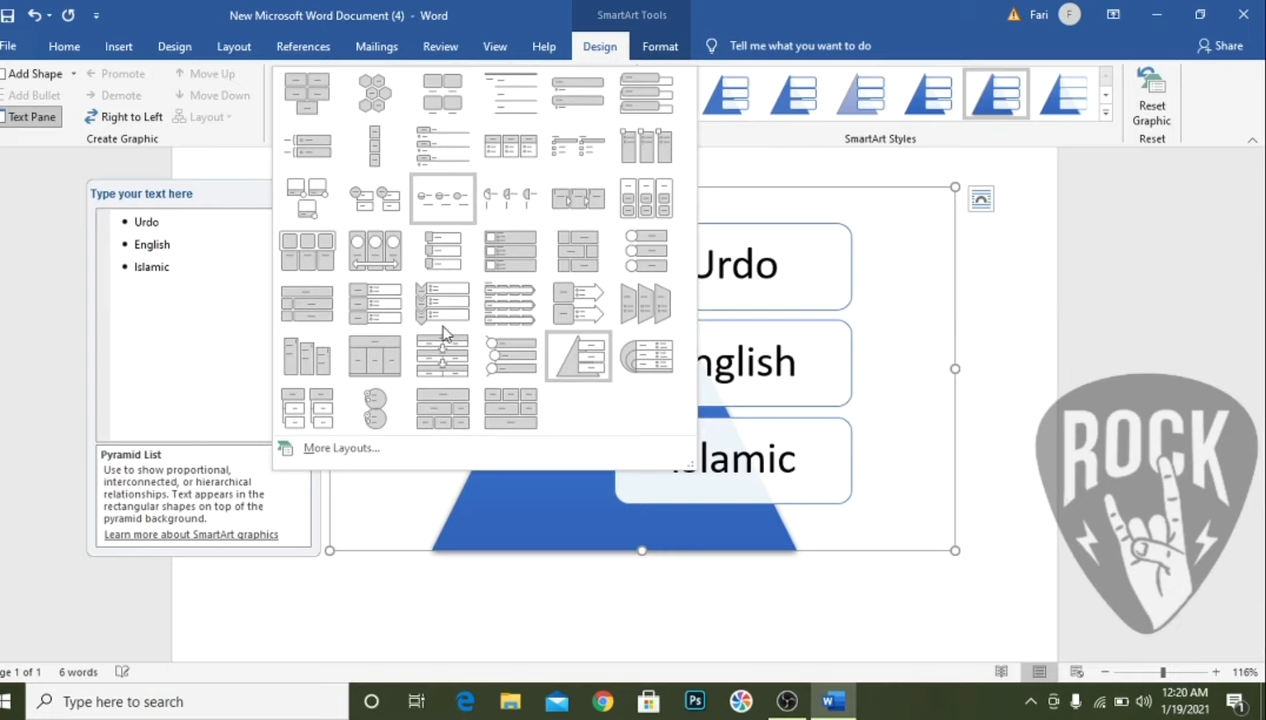 New Microsoft Word Document (4) - Word
SmartArt Tools
Fari
F
File
Home
Insert
Design
Layout
References
Mailings
Review
View
Help
Design
Format
Tell me what you want to do
Share
Add Shape
Promote
Move Up
Add Bullet
Demote
Move Down
Text Pane
Right to Left
Layout
Create Graphic
Reset
Graphic
SmartArt Styles
Reset
Type your text here
Urdo
English
Islamic
Pyramid List
Use to show proportional,
interconnected, or hierarchical
relationships. Text appears in the
rectangular shapes on top of the
pyramid background.
Learn more about SmartArt graphics
More Layouts...
Urdo
nglish
Islamic
ROCK
ge 1 of 1
6 words
116%
Type here to search
Ps
W
12:20 AM
1/19/2021
1